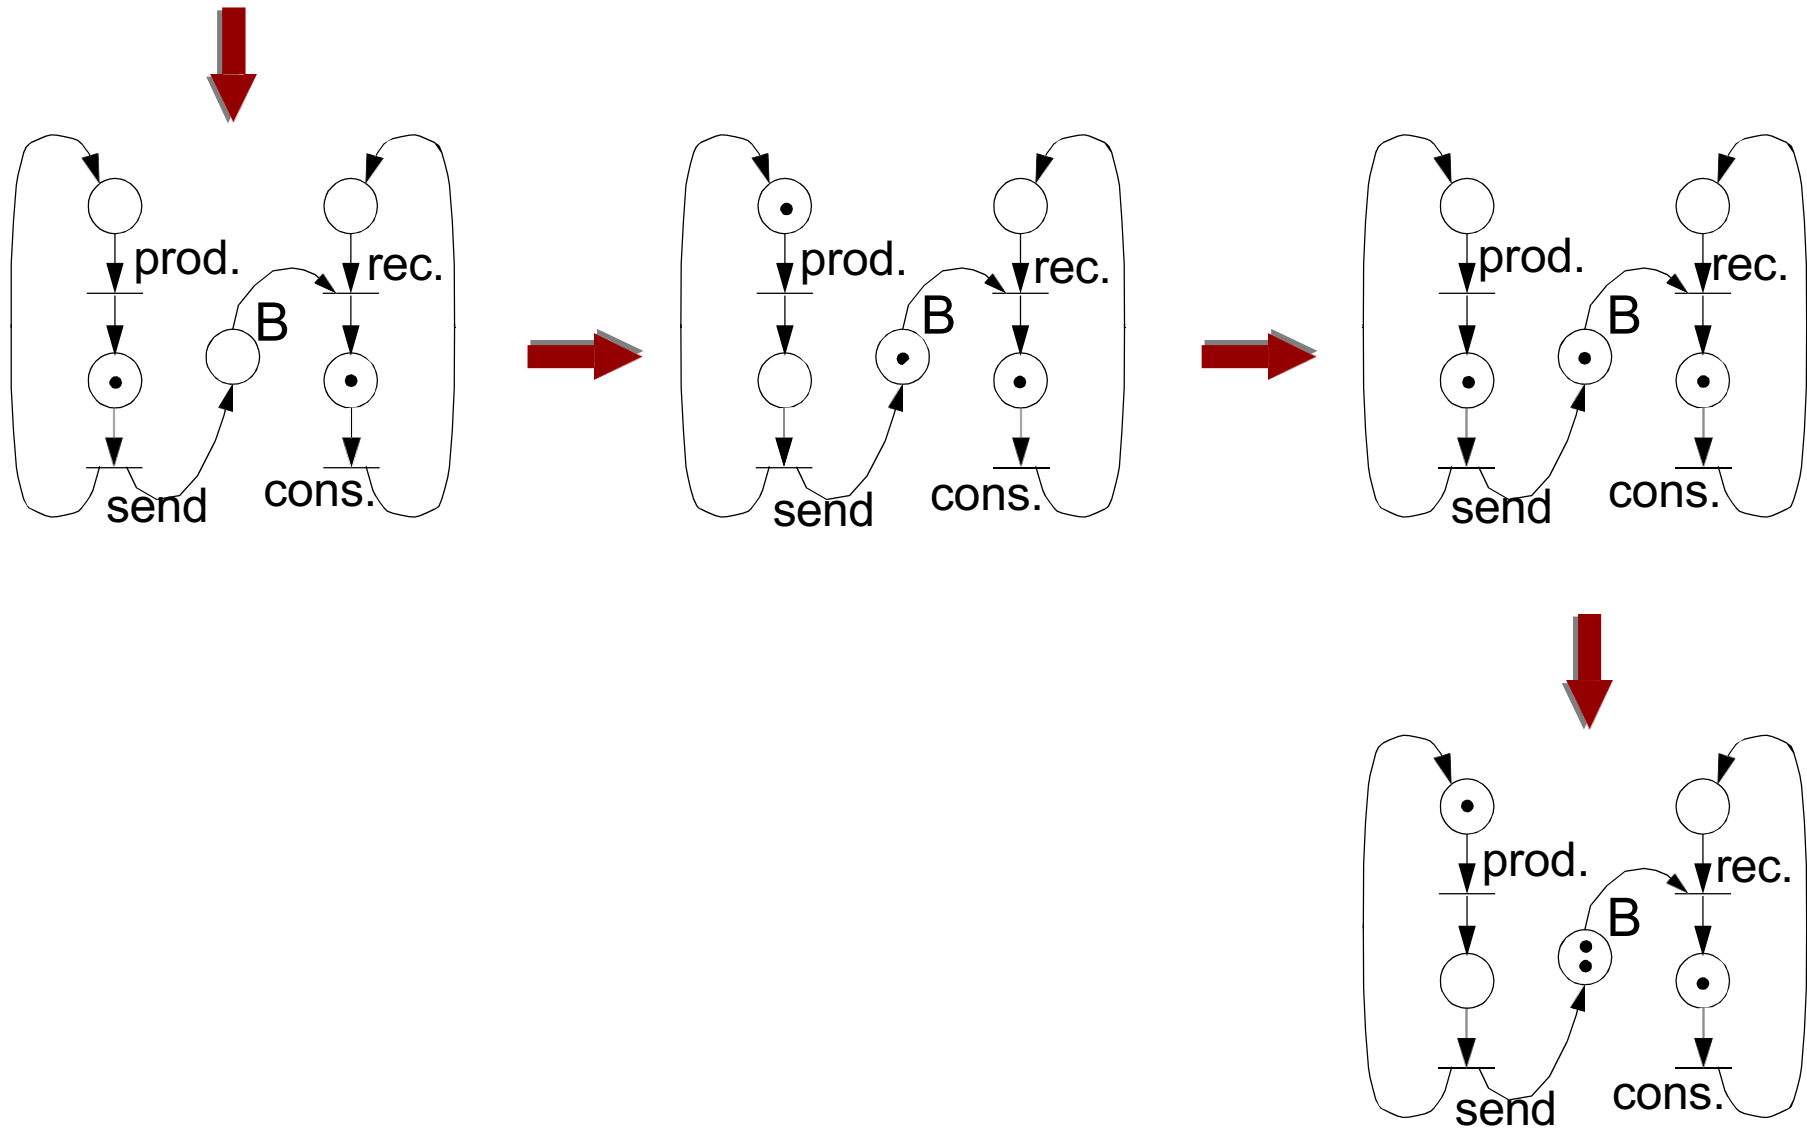 prod.
rec.
B
send
cons.
prod.
rec.
B
send
cons.
prod.
rec.
B
send
cons.
prod.
rec.
B
send
cons.